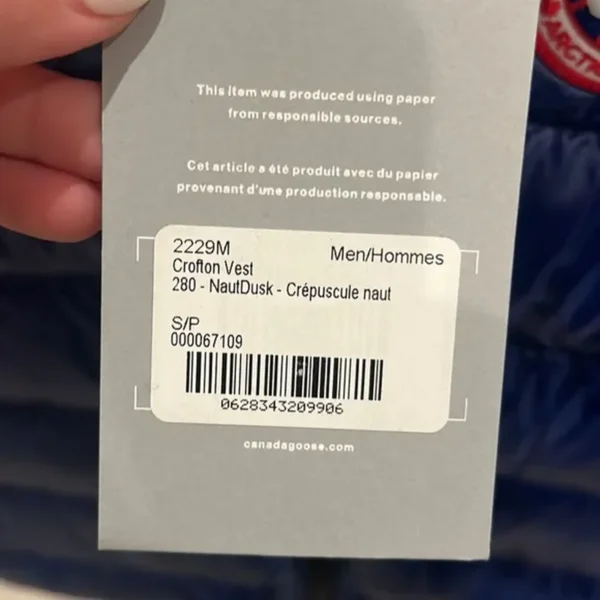 ARCTI
This item was produced using paper
from responsible sources.
Cet article a été produit avec du papier
provenant d'une production responsable.
2229M Men/Hommes
Crofton Vest
280 - NautDusk - Crépuscule naut
S/P
000067109
0628343209906
canadagoose.com